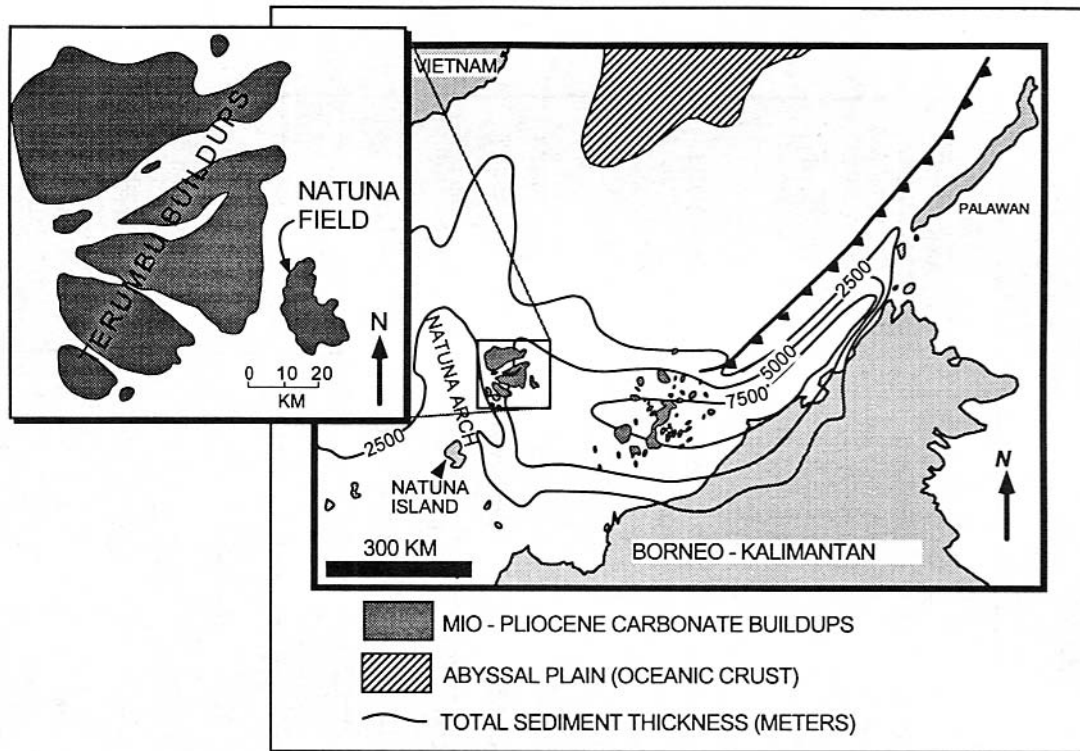 TERUMBU BUILDUPS
NATUNA
FIELD
N
0 10 20
KM
VIETNAM
PALAWAN
2500
5000
7500
NATURA ARCH
2500
NATUNA
ISLAND
N
300 KM
BORNEO - KALIMANTAN
MIO - PLIOCENE CARBONATE BUILDUPS
ABYSSAL PLAIN (OCEANIC CRUST)
TOTAL SEDIMENT THICKNESS (METERS)